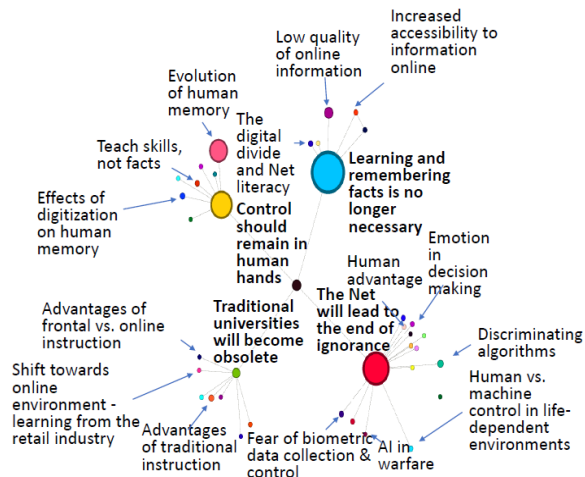 Increased accessibility to
information online
Low quality
of online
information
Evolution of human
memory
The
digital
divide and Net
literacy
Teach skills,
not facts
Learning and
remembering
facts is no
longer
necessary
Effects of
digitization on
human memory
Control
should
remain in
human
hands
Emotion
in
decision
making
Human
advantage
Advantages of
frontal vs. online
instruction
Traditional
universities
will become
obsolete
The Net
will lead to
the end of
ignorance
Discriminating
algorithms
Shift towards
online
environment -
learning from the
retail industry
Human vs.
machine
control in life-
dependent
environments
Advantages of
traditional
instruction
Fear of biometric
data collection &
control
AI in
warfare